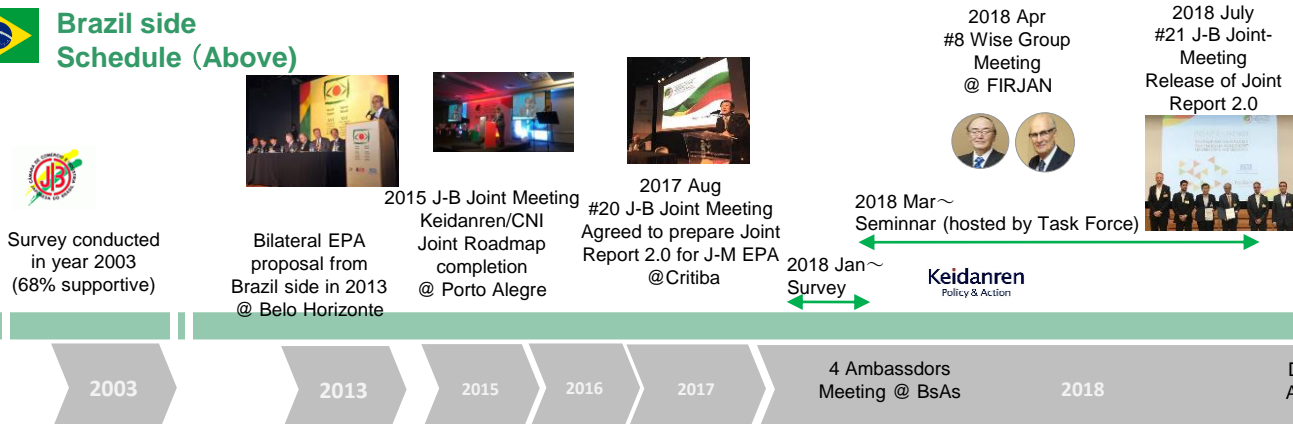 Brazil side
Schedule （Above）
Survey conducted
in year 2003
(68% supportive)
Bilateral EPA
proposal from
Brazil side in 2013
@ Belo Horizonte
2015 J-B Joint Meeting
Keidanren/CNI
Joint Roadmap
completion
@ Porto Alegre
2017 Aug
#20 J-B Joint Meeting
Agreed to prepare Joint
Report 2.0 for J-M EPA
@Critiba
2018 Jan～
Survey
2018 Mar～
Seminnar (hosted by Task Force)
2018 Apr
#8 Wise Group
Meeting
@ FIRJAN
2018 July
#21 J-B Joint-
Meeting
Release of Joint
Report 2.0
Keidanren
Policy & Action
2003
2013
2015
2016
2017
4 Ambassdors
Meeting @ BsAs
2018